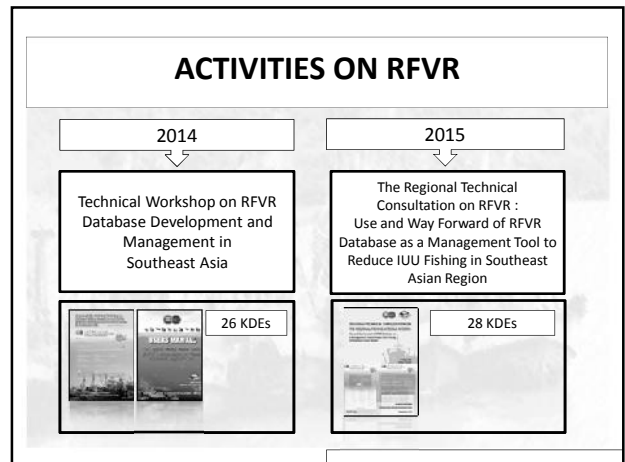 ACTIVITIES ON RFVR
2014
Technical Workshop on RFVR
Database Development and
Management in
Southeast Asia
26 KDEs
USERS MANUAL
2015
The Regional Technical
Consultation on RFVR :
Use and Way Forward of RFVR
Database as a Management Tool to
Reduce IUU Fishing in Southeast
Asian Region
28 KDEs